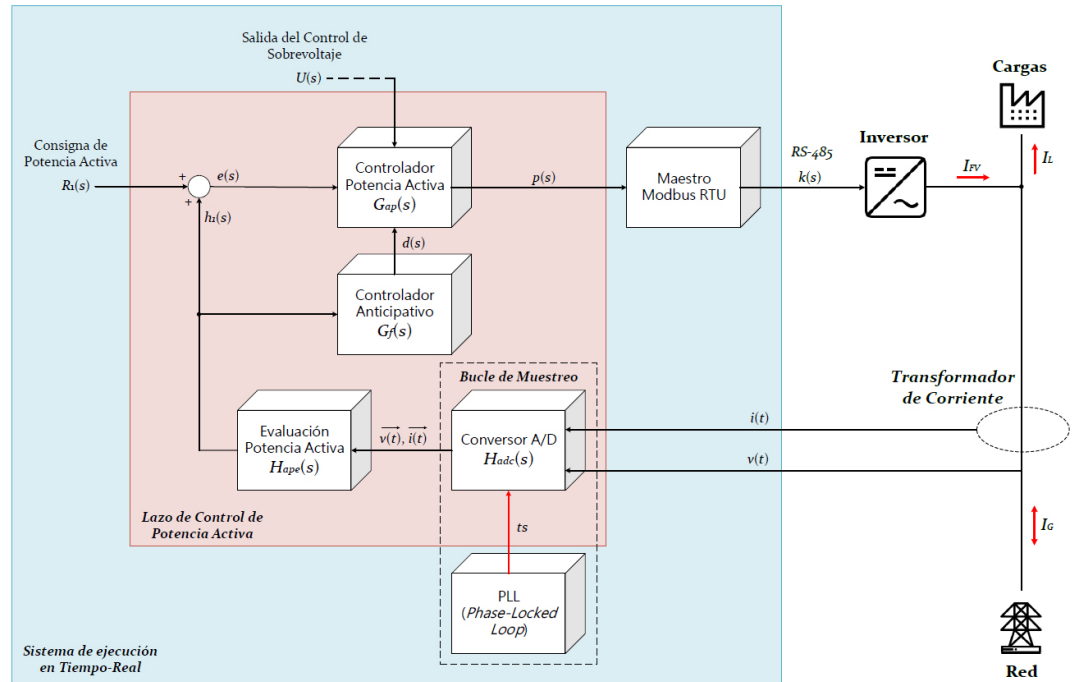 Salida del Control de
Sobrevoltaje
U(s)
Consigna de
Potencia Activa
R₁(s)
+
+
e(s)
h₁(s)
Controlador
Potencia Activa
Gap(s)
p(s)
d(s)
Controlador
Anticipativo
Gf(s)
Maestro
Modbus RTU
RS-485
k(s)
Inversor
IFV
Cargas
IL
Bucle de Muestreo
Evaluación
Potencia Activa
Hape(s)
v(t), i(t)
Conversor A/D
Hadc(s)
i(t)
v(t)
Transformador
de Corriente
IG
Lazo de Control de
Potencia Activa
ts
PLL
(Phase-Locked
Loop)
Sistema de ejecución
en Tiempo-Real
Red